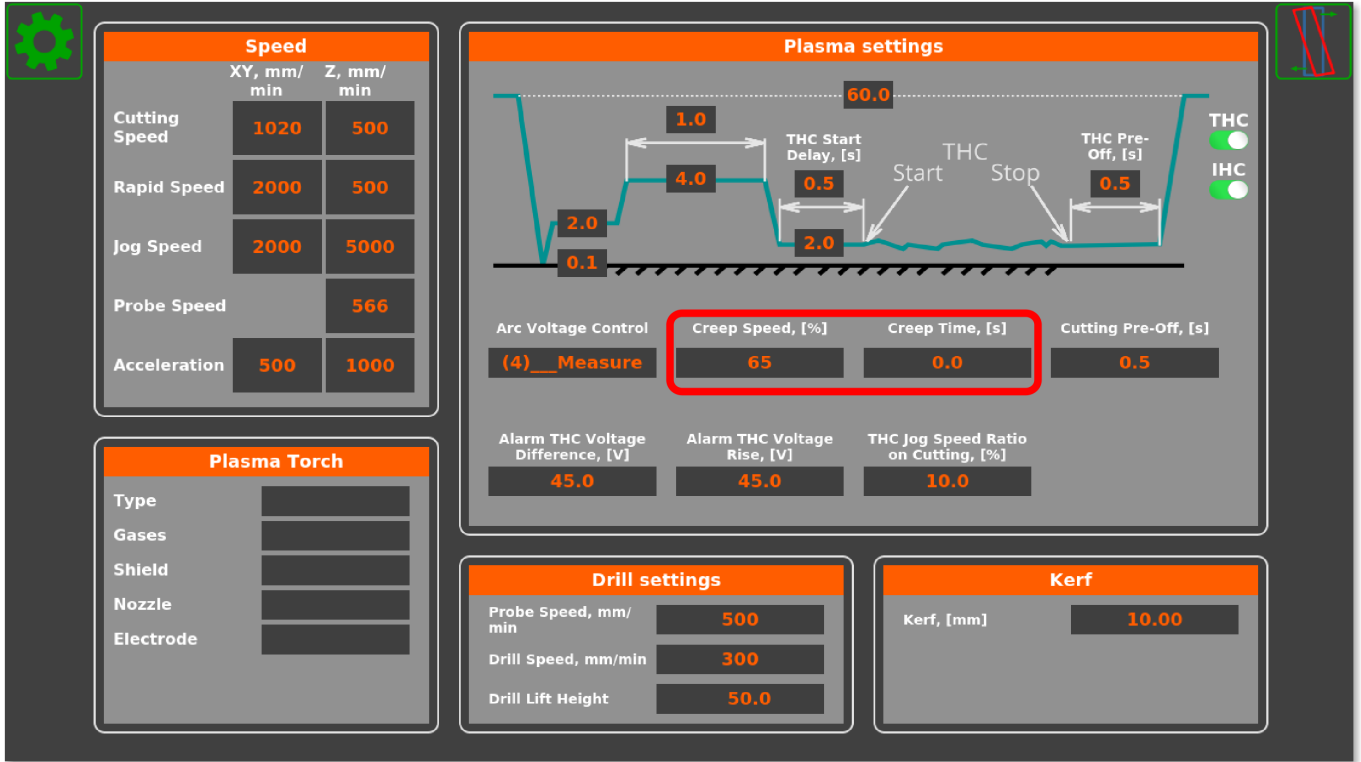 Speed
XY, mm/
min
Z, mm/
min
Cutting
Speed
1020
500
Rapid Speed
2000
500
Jog Speed
2000
5000
Probe Speed
566
Acceleration
500
1000
Plasma Torch
Type
Gases
Shield
Nozzle
Electrode
Plasma settings
60.0
1.0
4.0
THC Start
Delay, [s]
0.5
THC
Start
Stop
THC Pre-
Off, [s]
0.5
THC
IHC
2.0
0.1
2.0
Arc Voltage Control
(4)___Measure
Creep Speed, [%]
65
Creep Time, [s]
0.0
Cutting Pre-Off, [s]
0.5
Alarm THC Voltage
Difference, [V]
45.0
Alarm THC Voltage
Rise, [V]
45.0
THC Jog Speed Ratio
on Cutting, [%]
10.0
Drill settings
Probe Speed, mm/
min
500
Drill Speed, mm/min
300
Drill Lift Height
50.0
Kerf
Kerf, [mm]
10.00